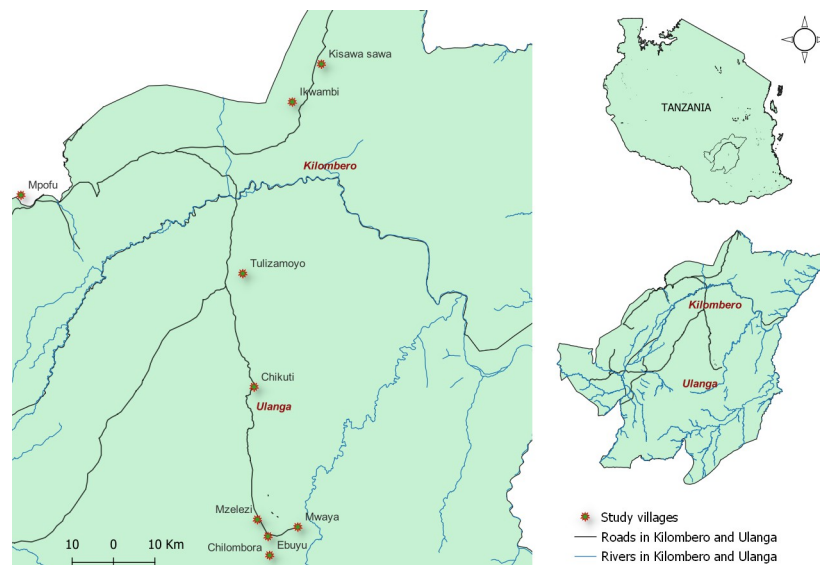 Kisawa sawa
Ikwambi
Kilombero
Mpofu
Tulizamoyo
Chikuti
Ulanga
Mzelezi
Mwaya
Ebuyu
Chilombora
10 0 10 Km
TANZANIA
Kilombero
Ulanga
Study villages
Roads in Kilombero and Ulanga
Rivers in Kilombero and Ulanga